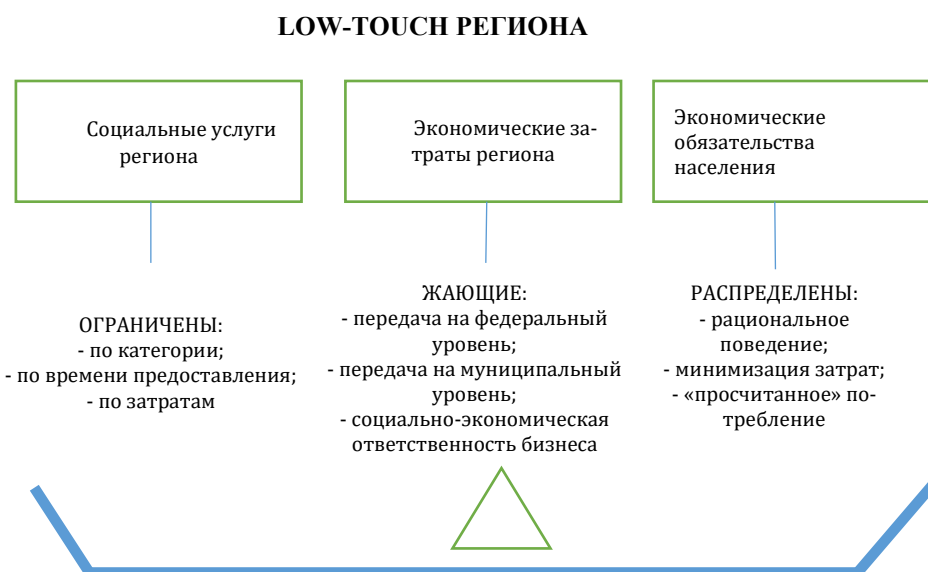 LOW-TOUCH РЕГИОНА
Социальные услуги
региона
Экономические за-
траты региона
Экономические
обязательства
населения
ОГРАНИЧЕНЫ:
- по категории;
- по времени предоставления;
- по затратам
ЖАЮЩИЕ:
- передача на федеральный
уровень;
- передача на муниципальный
уровень;
- социально-экономическая
ответственность бизнеса
РАСПРЕДЕЛЕНЫ:
- рациональное
поведение;
- минимизация затрат;
- «просчитанное» по-
требление